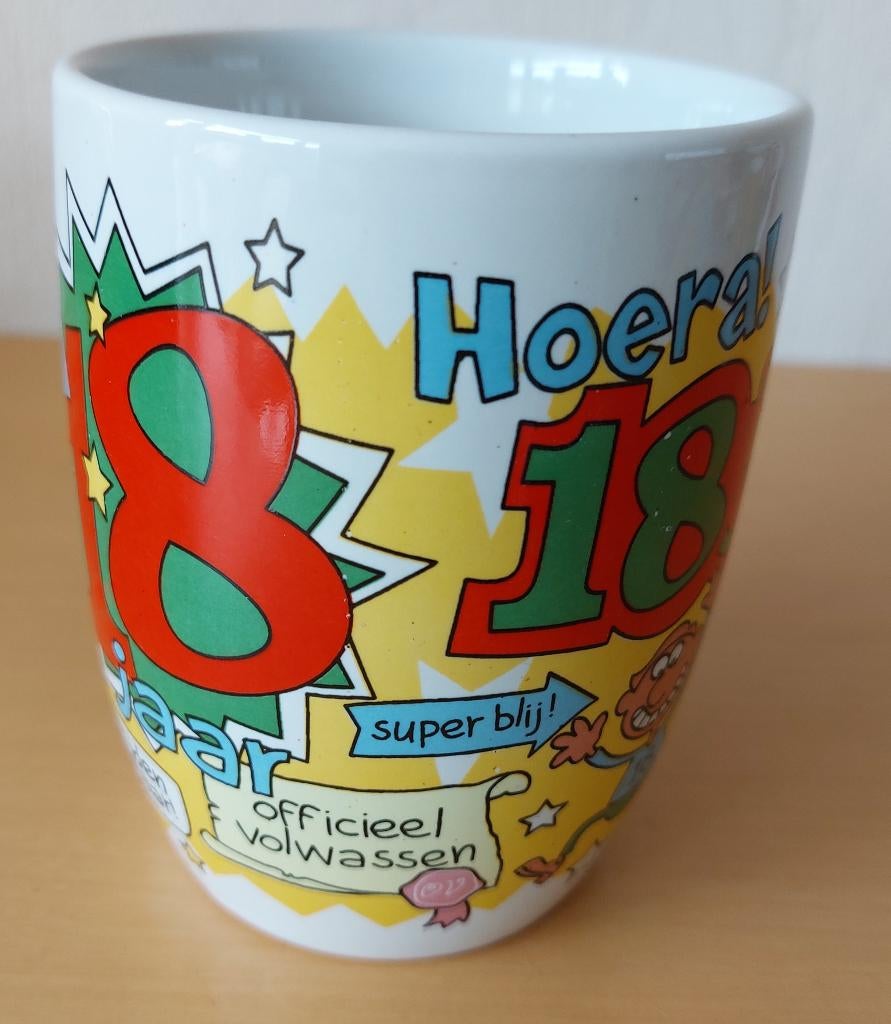 18
jaar
Hoera!
18
super blij!
officieel
volwassen